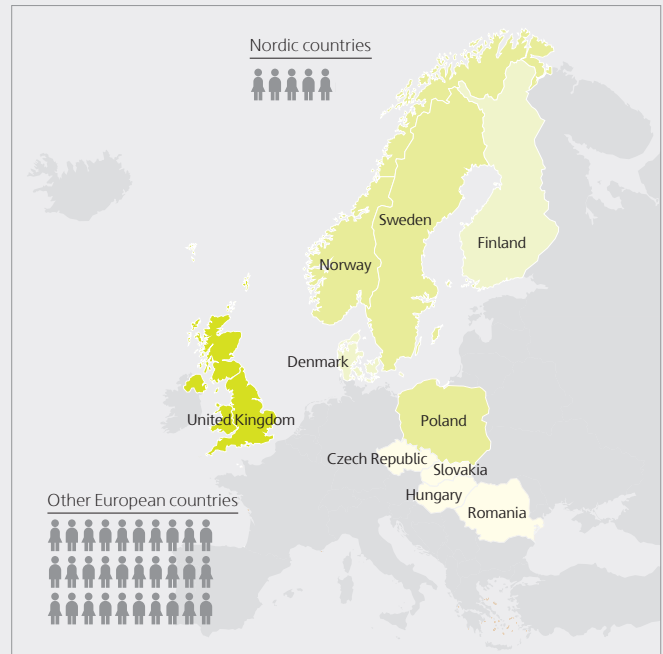 Nordic countries
Sweden
Finland
Norway
Denmark
United Kingdom
Poland
Czech Republic
Slovakia
Hungary
Romania
Other European countries